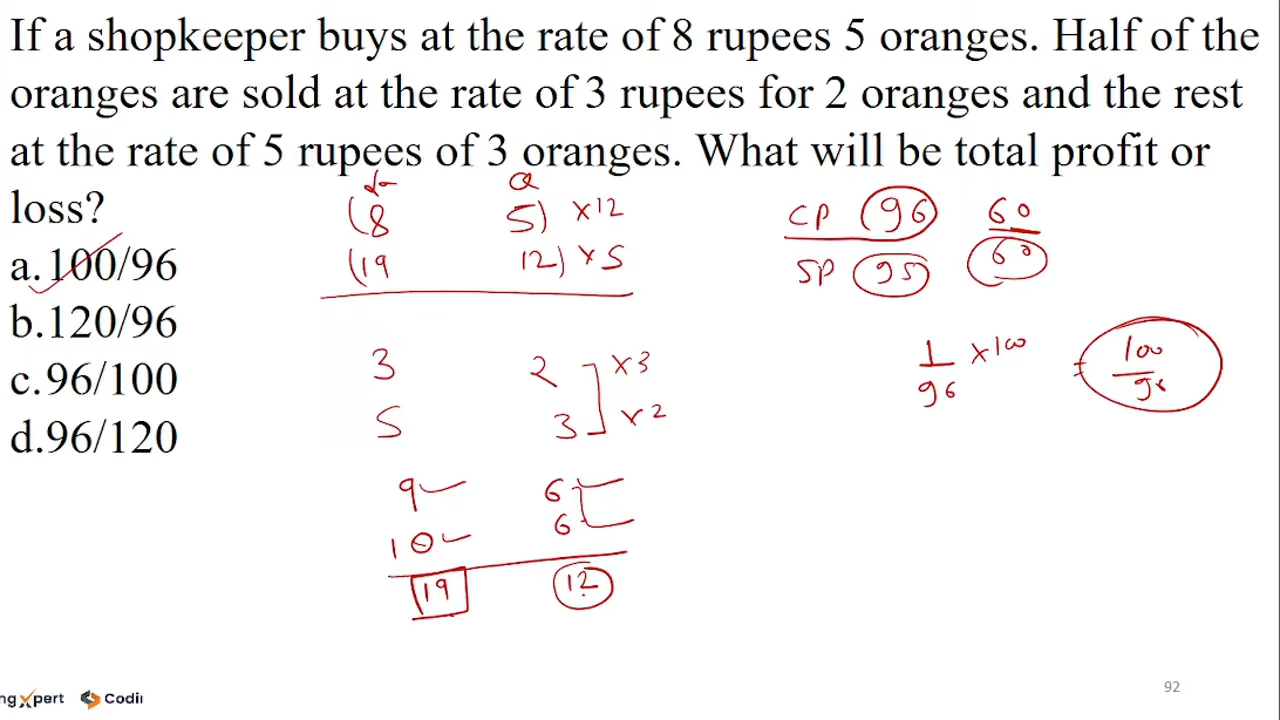 If a shopkeeper buys at the rate of 8 rupees 5 oranges. Half of the
oranges are sold at the rate of 3 rupees for 2 oranges and the rest
at the rate of 5 rupees of 3 oranges. What will be total profit or
loss?
a.100/96
b.120/96
c.96/100
d.96/120
Q
(8 5) ×12
(19 12) ×5
CP 96 60
SP 95 60
3 2 ×3
5 3 ×2
9 6
10 6
19 12
1/96 ×100 = 100/96
ng Xpert Codin
92